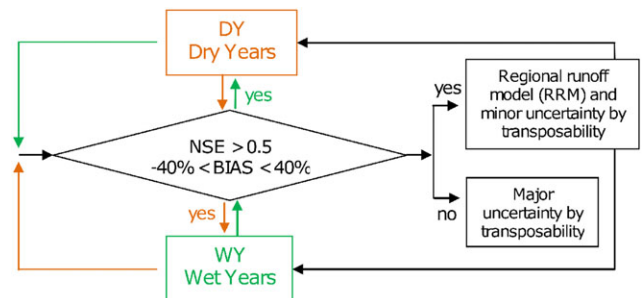 DY
Dry Years
yes
NSE > 0.5
-40% < BIAS < 40%
yes
WY
Wet Years
yes
Regional runoff
model (RRM) and
minor uncertainty by
transposability
no
Major
uncertainty by
transposability